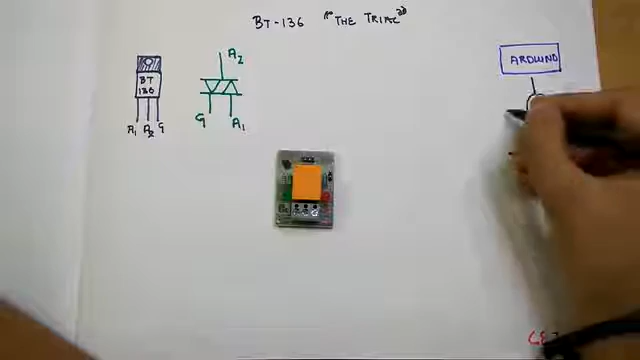 BT-136 "THE TRIAC"
A2
BT
136
ARDUINO
A1 A2 G
G A1